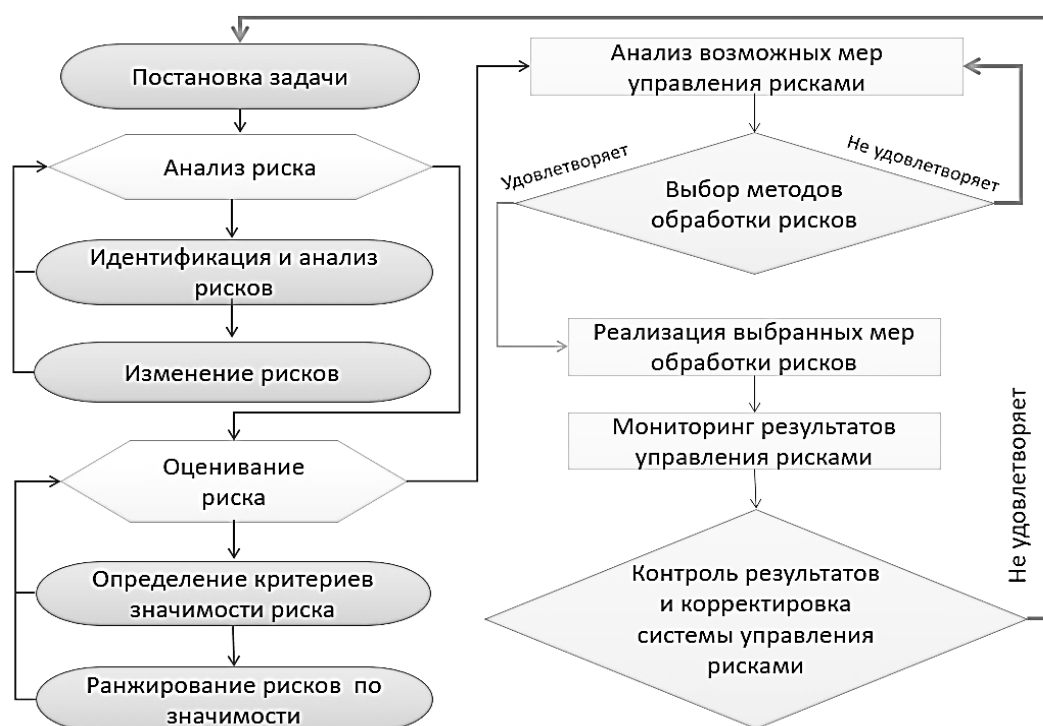 Постановка задачи
Анализ риска
Идентификация и анализ
рисков
Изменение рисков
Оценивание
риска
Определение критериев
значимости риска
Ранжирование рисков по
значимости
Анализ возможных мер
управления рисками
Удовлетворяет
Не удовлетворяет
Выбор методов
обработки рисков
Реализация выбранных мер
обработки рисков
Мониторинг результатов
управления рисками
Контроль результатов
и корректировка
системы управления
рисками
Не удовлетворяет